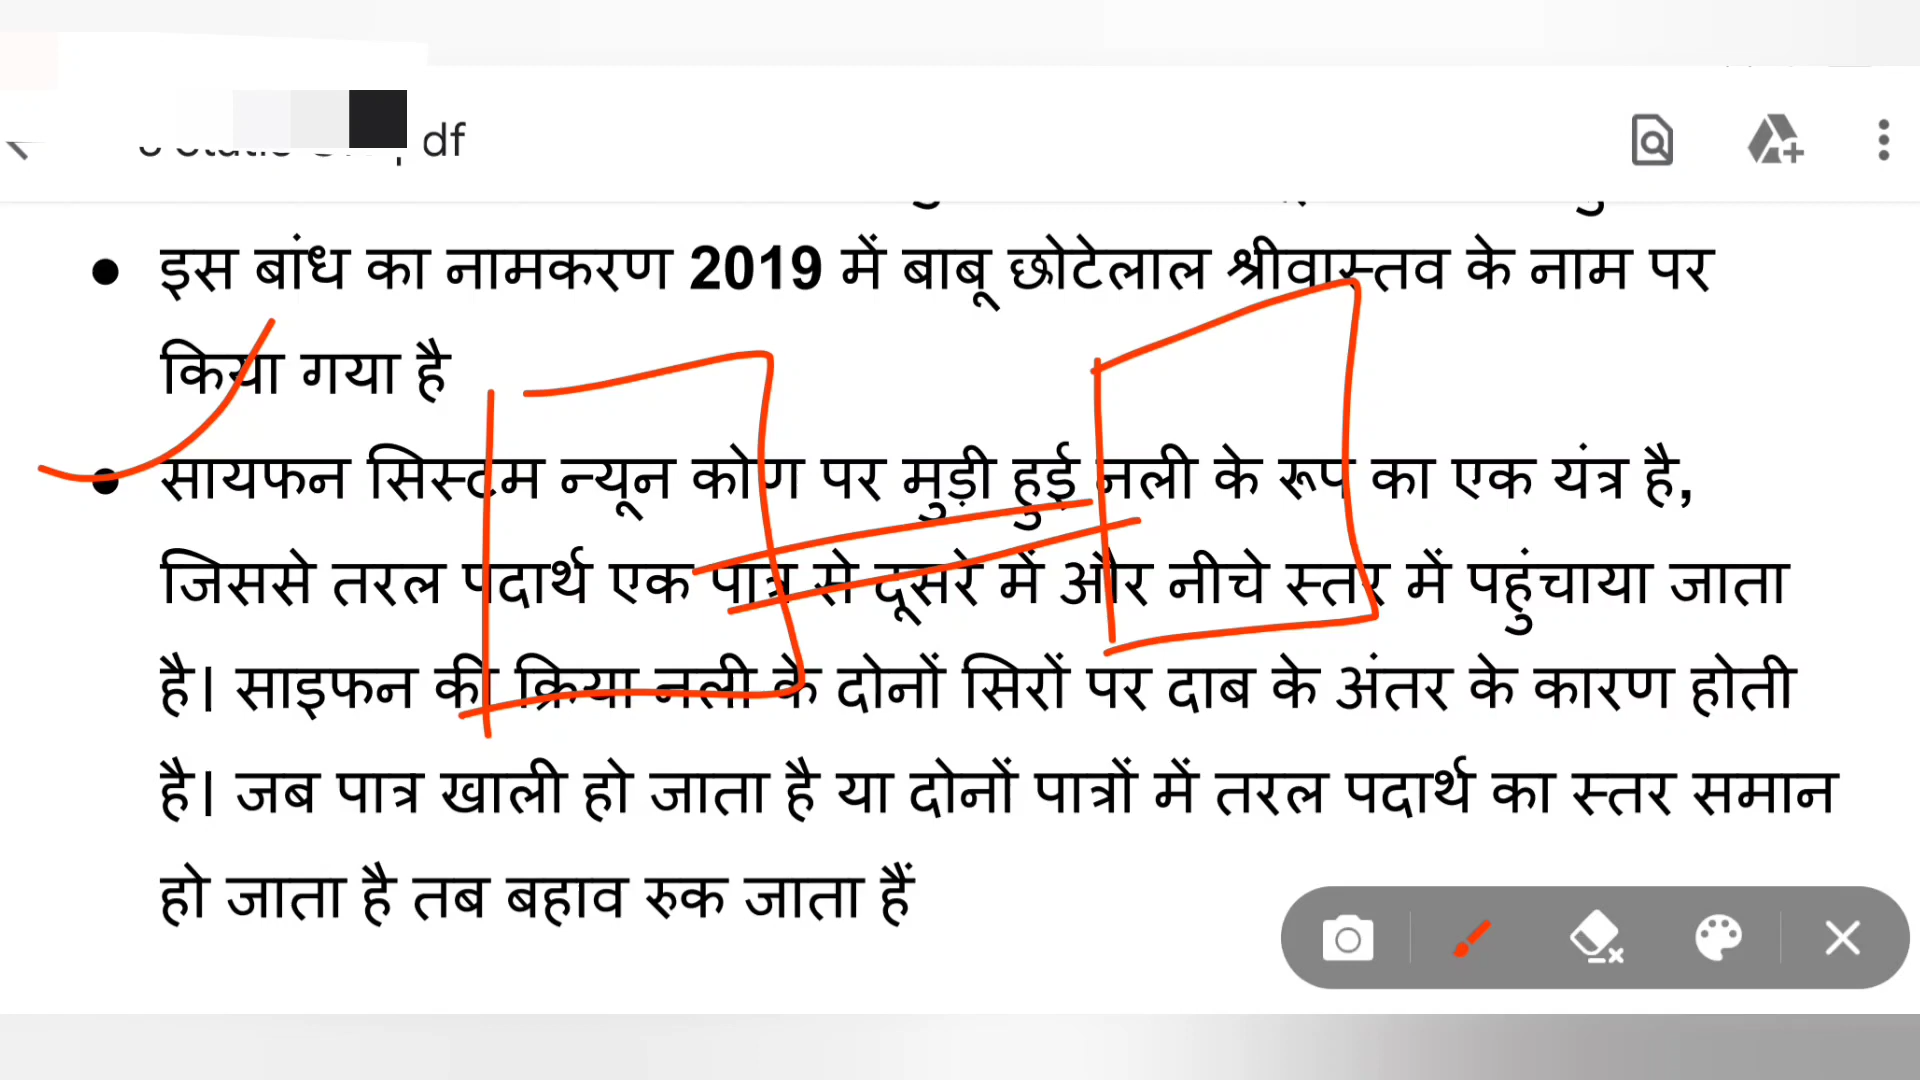 df
इस बांध का नामकरण 2019 में बाबू छोटेलाल श्रीवास्तव के नाम पर
किया गया है
सायफन सिस्टम न्यून कोण पर मुड़ी हुई नली के रूप का एक यंत्र है,
जिससे तरल पदार्थ एक पात्र से दूसरे में और नीचे स्तर में पहुंचाया जाता
है। साइफन की क्रिया नली के दोनों सिरों पर दाब के अंतर के कारण होती
है। जब पात्र खाली हो जाता है या दोनों पात्रों में तरल पदार्थ का स्तर समान
हो जाता है तब बहाव रुक जाता हैं